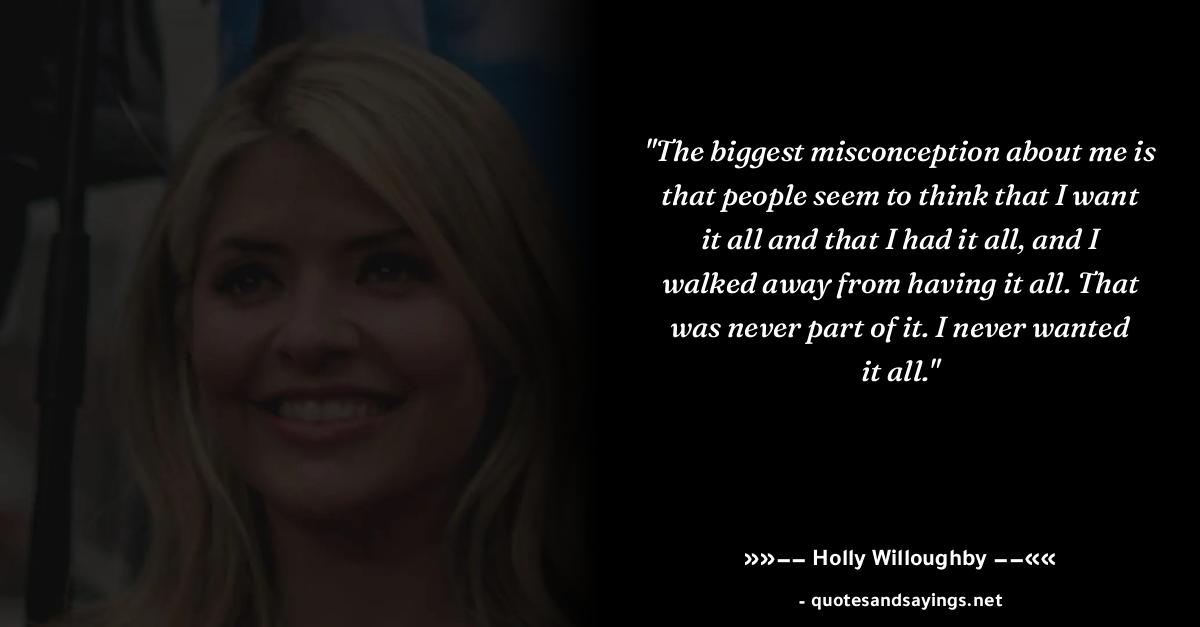 "The biggest misconception about me is
that people seem to think that I want
it all and that I had it all, and I
walked away from having it all. That
was never part of it. I never wanted
it all."
»»–– Holly Willoughby ––««
- quotesandsayings.net